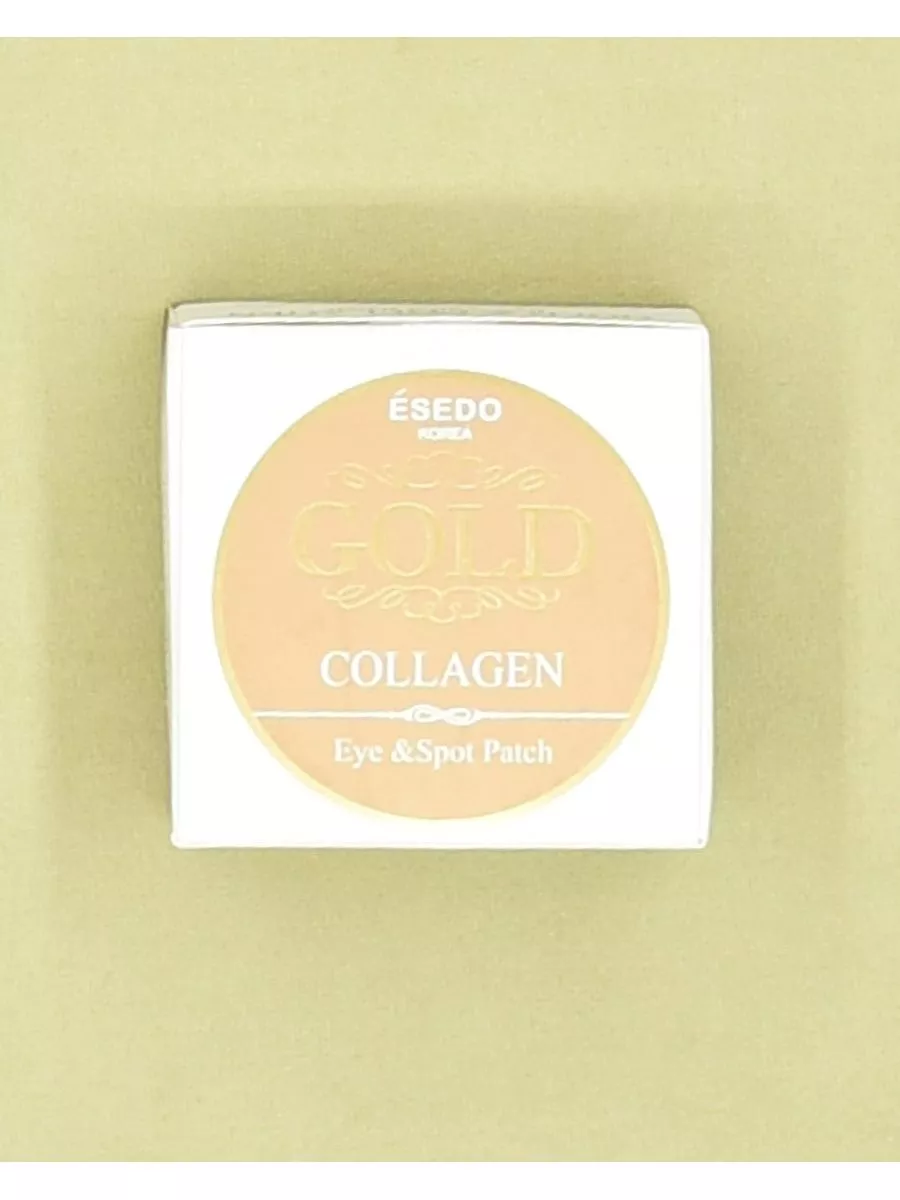 ÉSEDO
KOREA
GOLD
COLLAGEN
Eye &Spot Patch